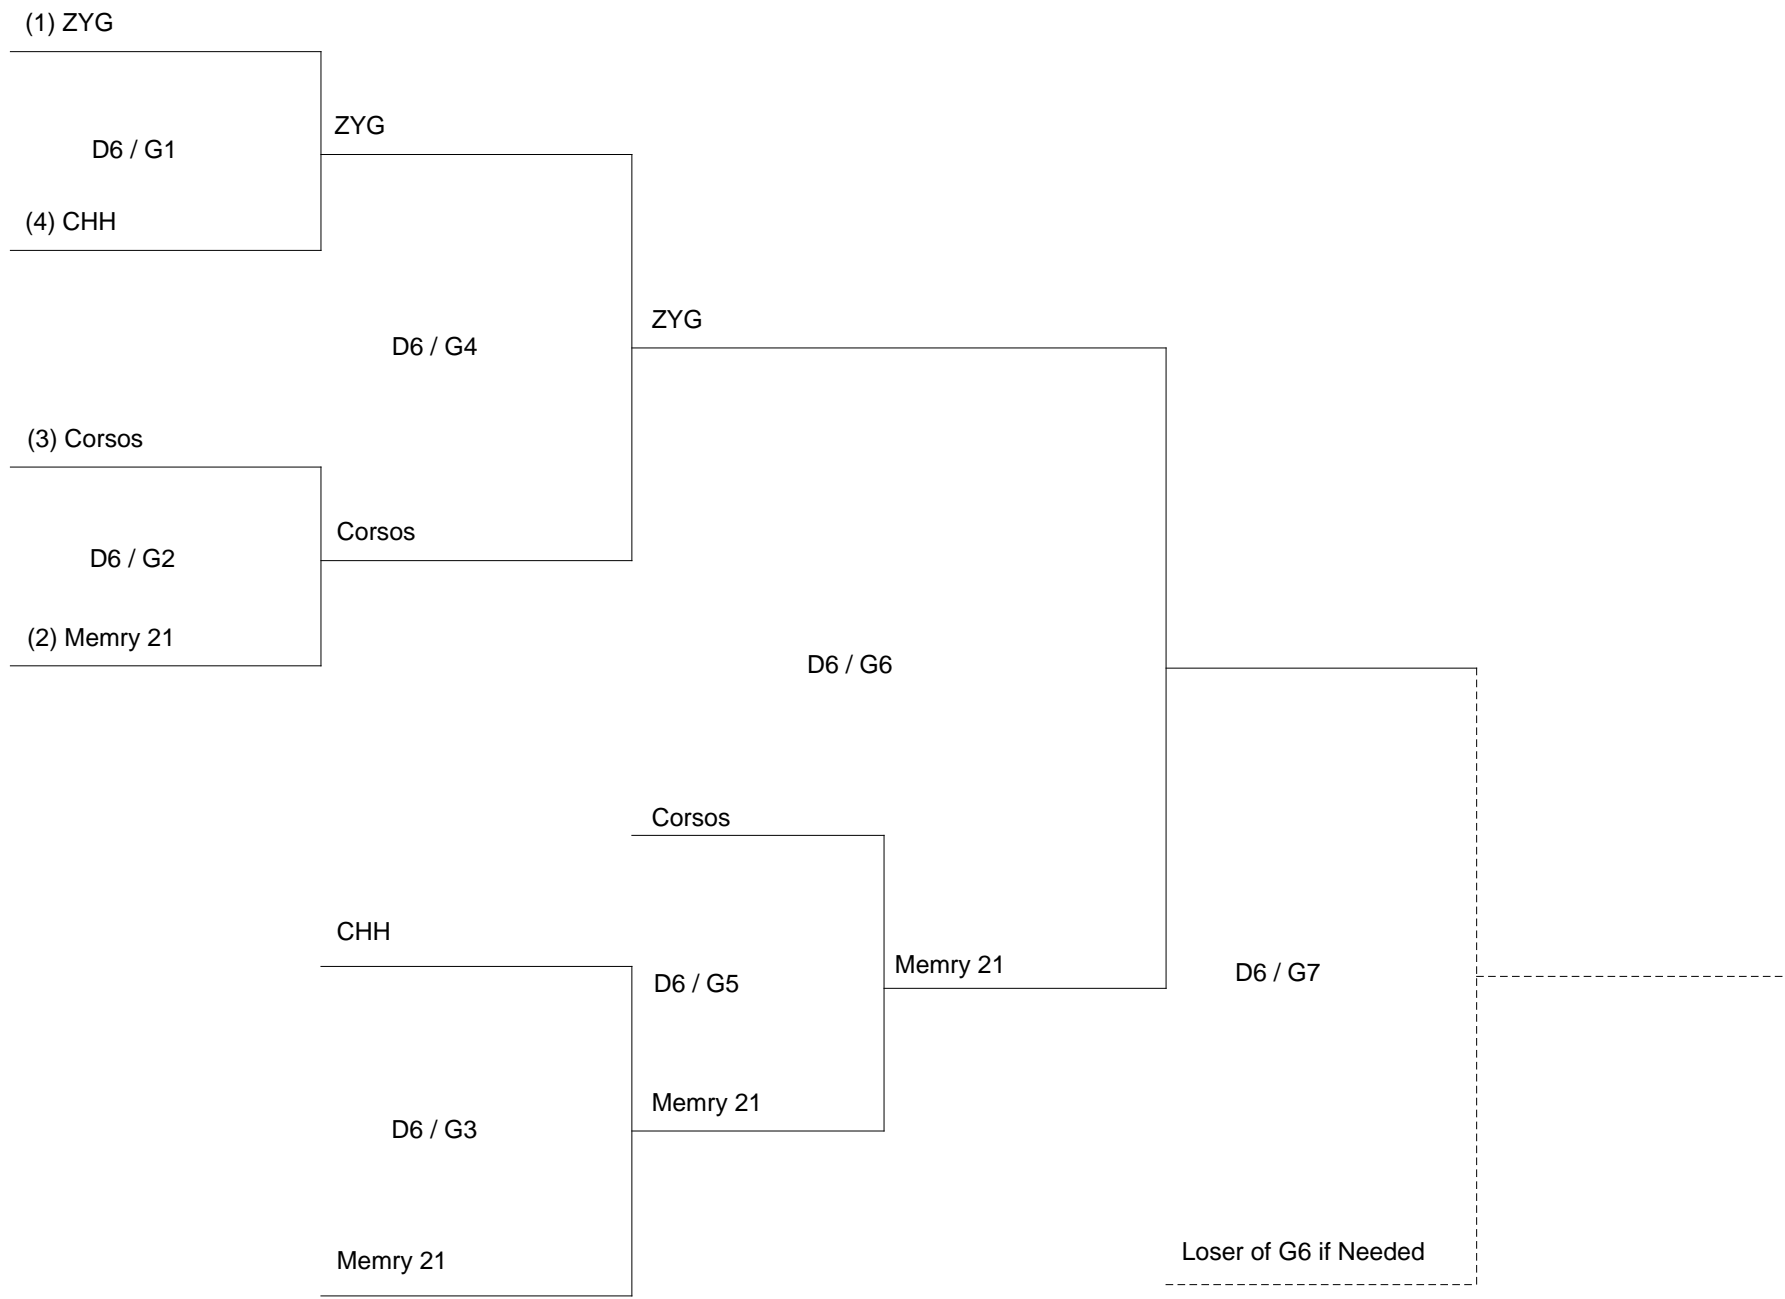 (1) ZYG
ZYG
D6 / G1
(4) CHH
ZYG
D6 / G4
(3) Corsos
Corsos
D6 / G2
(2) Memry 21
D6 / G6
Corsos
CHH
Memry 21
D6 / G5
D6 / G7
Memry 21
D6 / G3
Loser of G6 if Needed
Memry 21